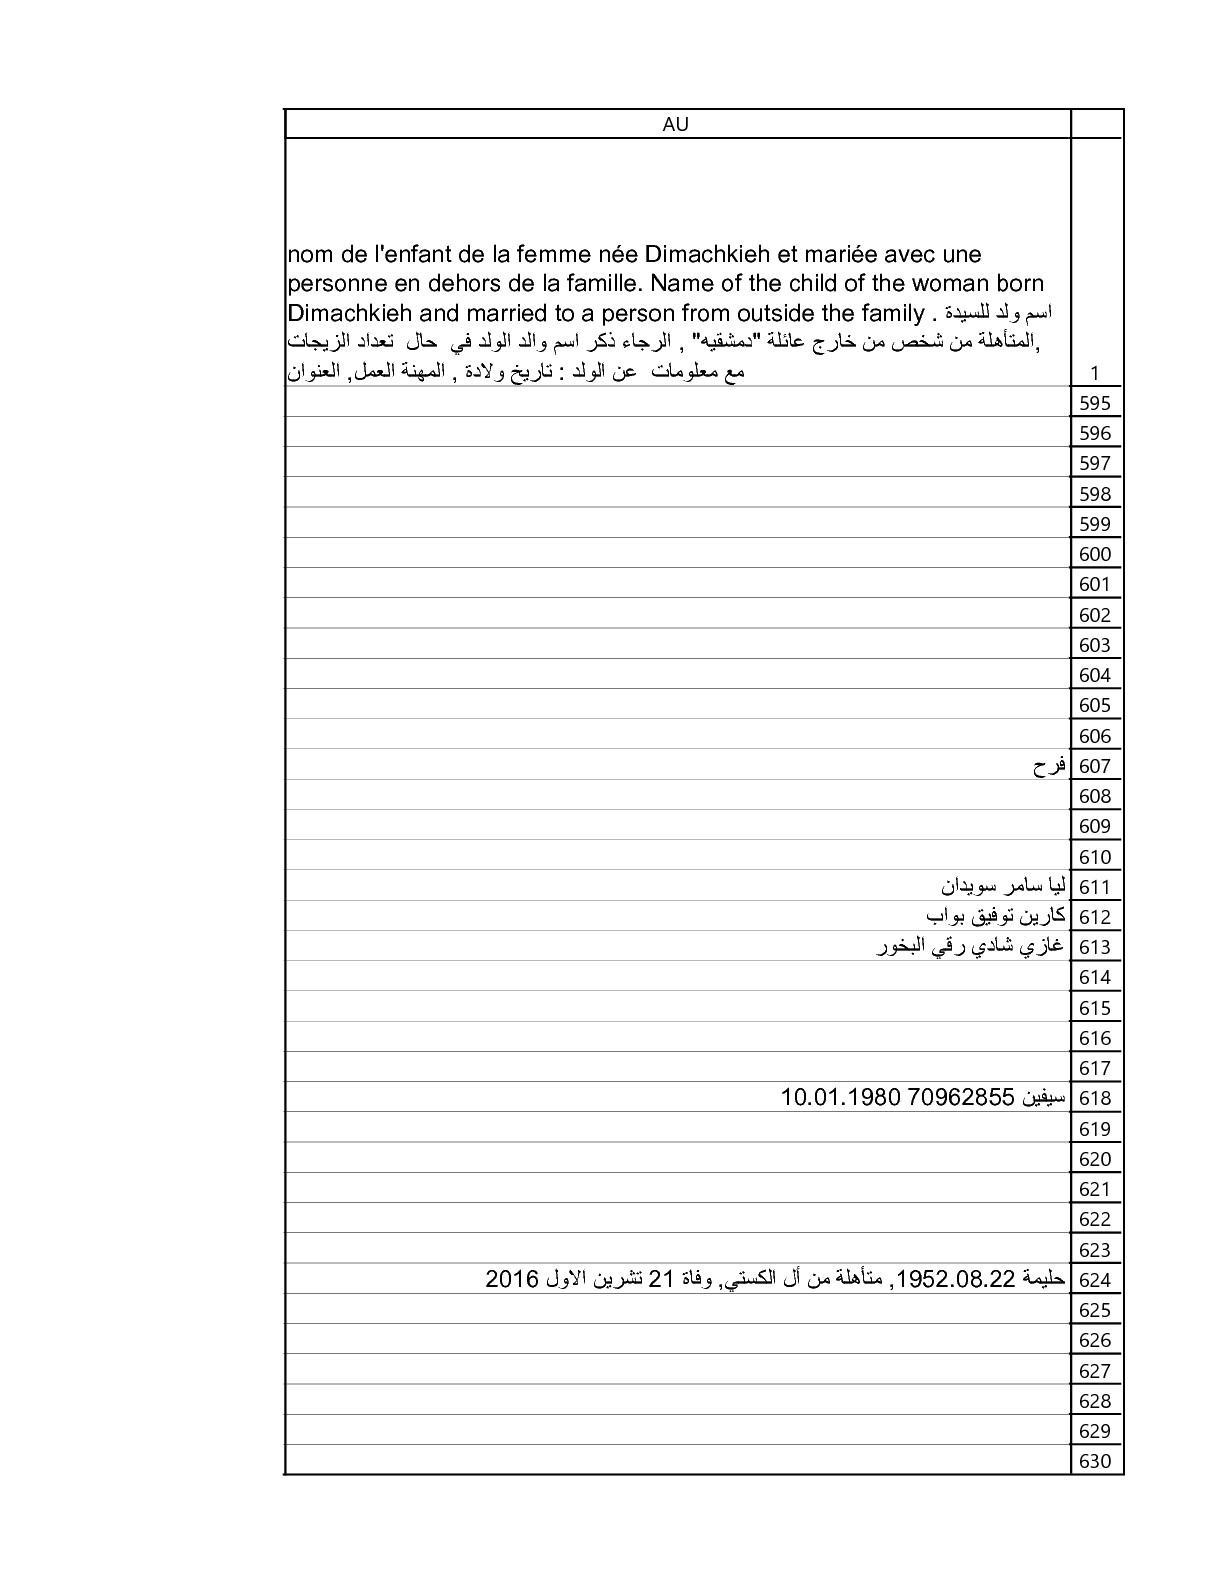 AU
nom de l'enfant de la femme née Dimachkieh et mariée avec une
personne en dehors de la famille. Name of the child of the woman born
Dimachkieh and married to a person from outside the family . اسم ولد للسيدة
المتأهلة من شخص من خارج عائلة "دمشقيه" , الرجاء ذكر اسم والد الولد في حال تعداد الزيجات,
مع معلومات عن الولد : تاريخ ولادة , المهنة العمل, العنوان
1
595
596
597
598
599
600
601
602
603
604
605
606
607 فرح
608
609
610
611 ليا سامر سويدان
612 كارين توفيق بواب
613 غازي شادي رقي البخور
614
615
616
617
618 سيفين 70962855 10.01.1980
619
620
621
622
623
624 حليمة 1952.08.22, متأهلة من أل الكستي, وفاة 21 تشرين الاول 2016
625
626
627
628
629
630